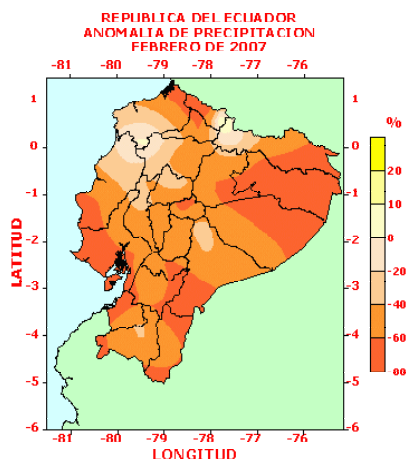 REPUBLICA DEL ECUADOR
ANOMALIA DE PRECIPITACION
FEBRERO DE 2007
-81 -80 -79 -78 -77 -76
1 1
0 0
-1 -1
-2 -2
-3 -3
-4 -4
-5 -5
-6 -6
LATITUD
-81 -80 -79 -78 -77 -76
LONGITUD
%
20
10
0
-20
-40
-60